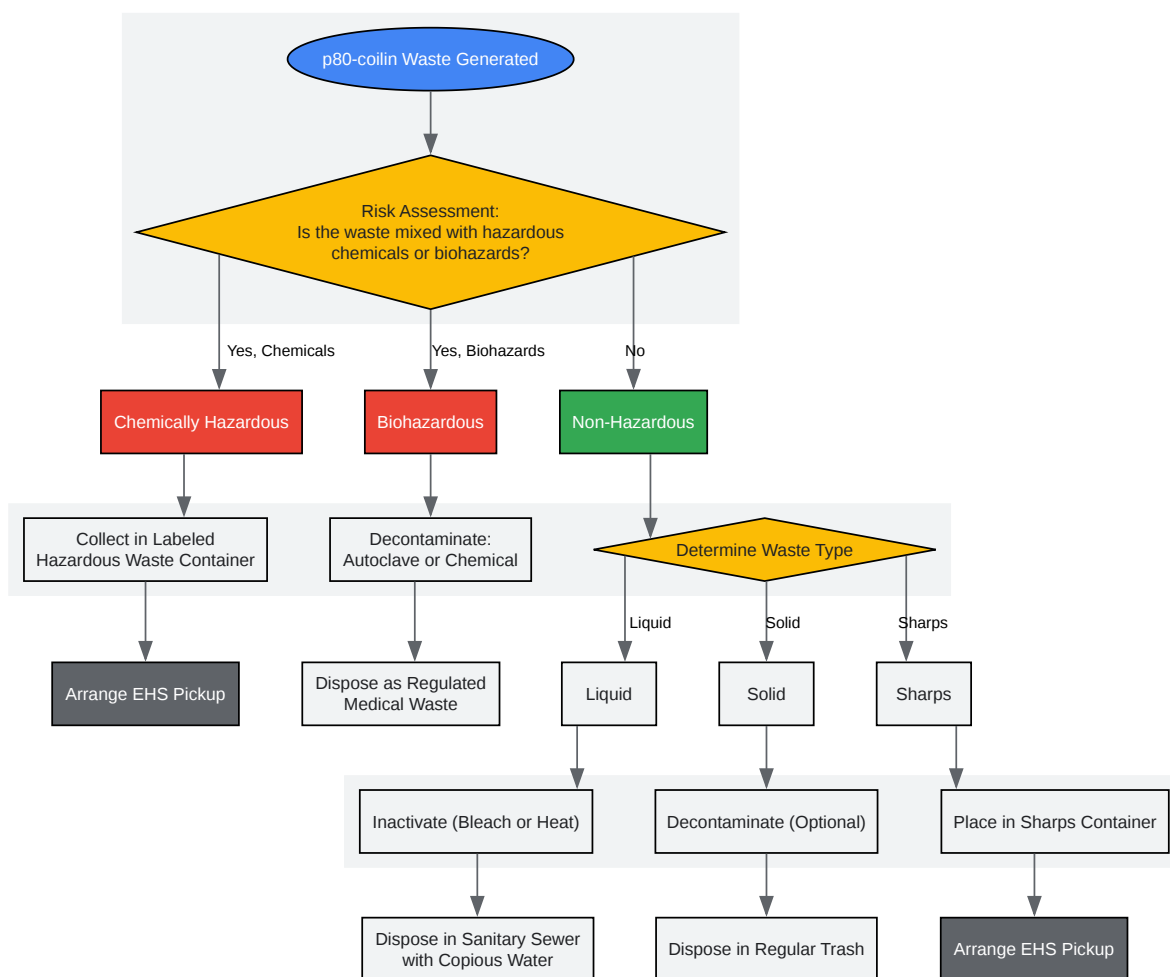 p80-coilin Waste Generated
Risk Assessment:
Is the waste mixed with hazardous
chemicals or biohazards?
Yes, Chemicals
Yes, Biohazards
No
Chemically Hazardous
Biohazardous
Non-Hazardous
Collect in Labeled
Hazardous Waste Container
Decontaminate:
Autoclave or Chemical
Determine Waste Type
Liquid
Solid
Sharps
Arrange EHS Pickup
Dispose as Regulated
Medical Waste
Liquid
Solid
Sharps
Inactivate (Bleach or Heat)
Decontaminate (Optional)
Place in Sharps Container
Dispose in Sanitary Sewer
with Copious Water
Dispose in Regular Trash
Arrange EHS Pickup